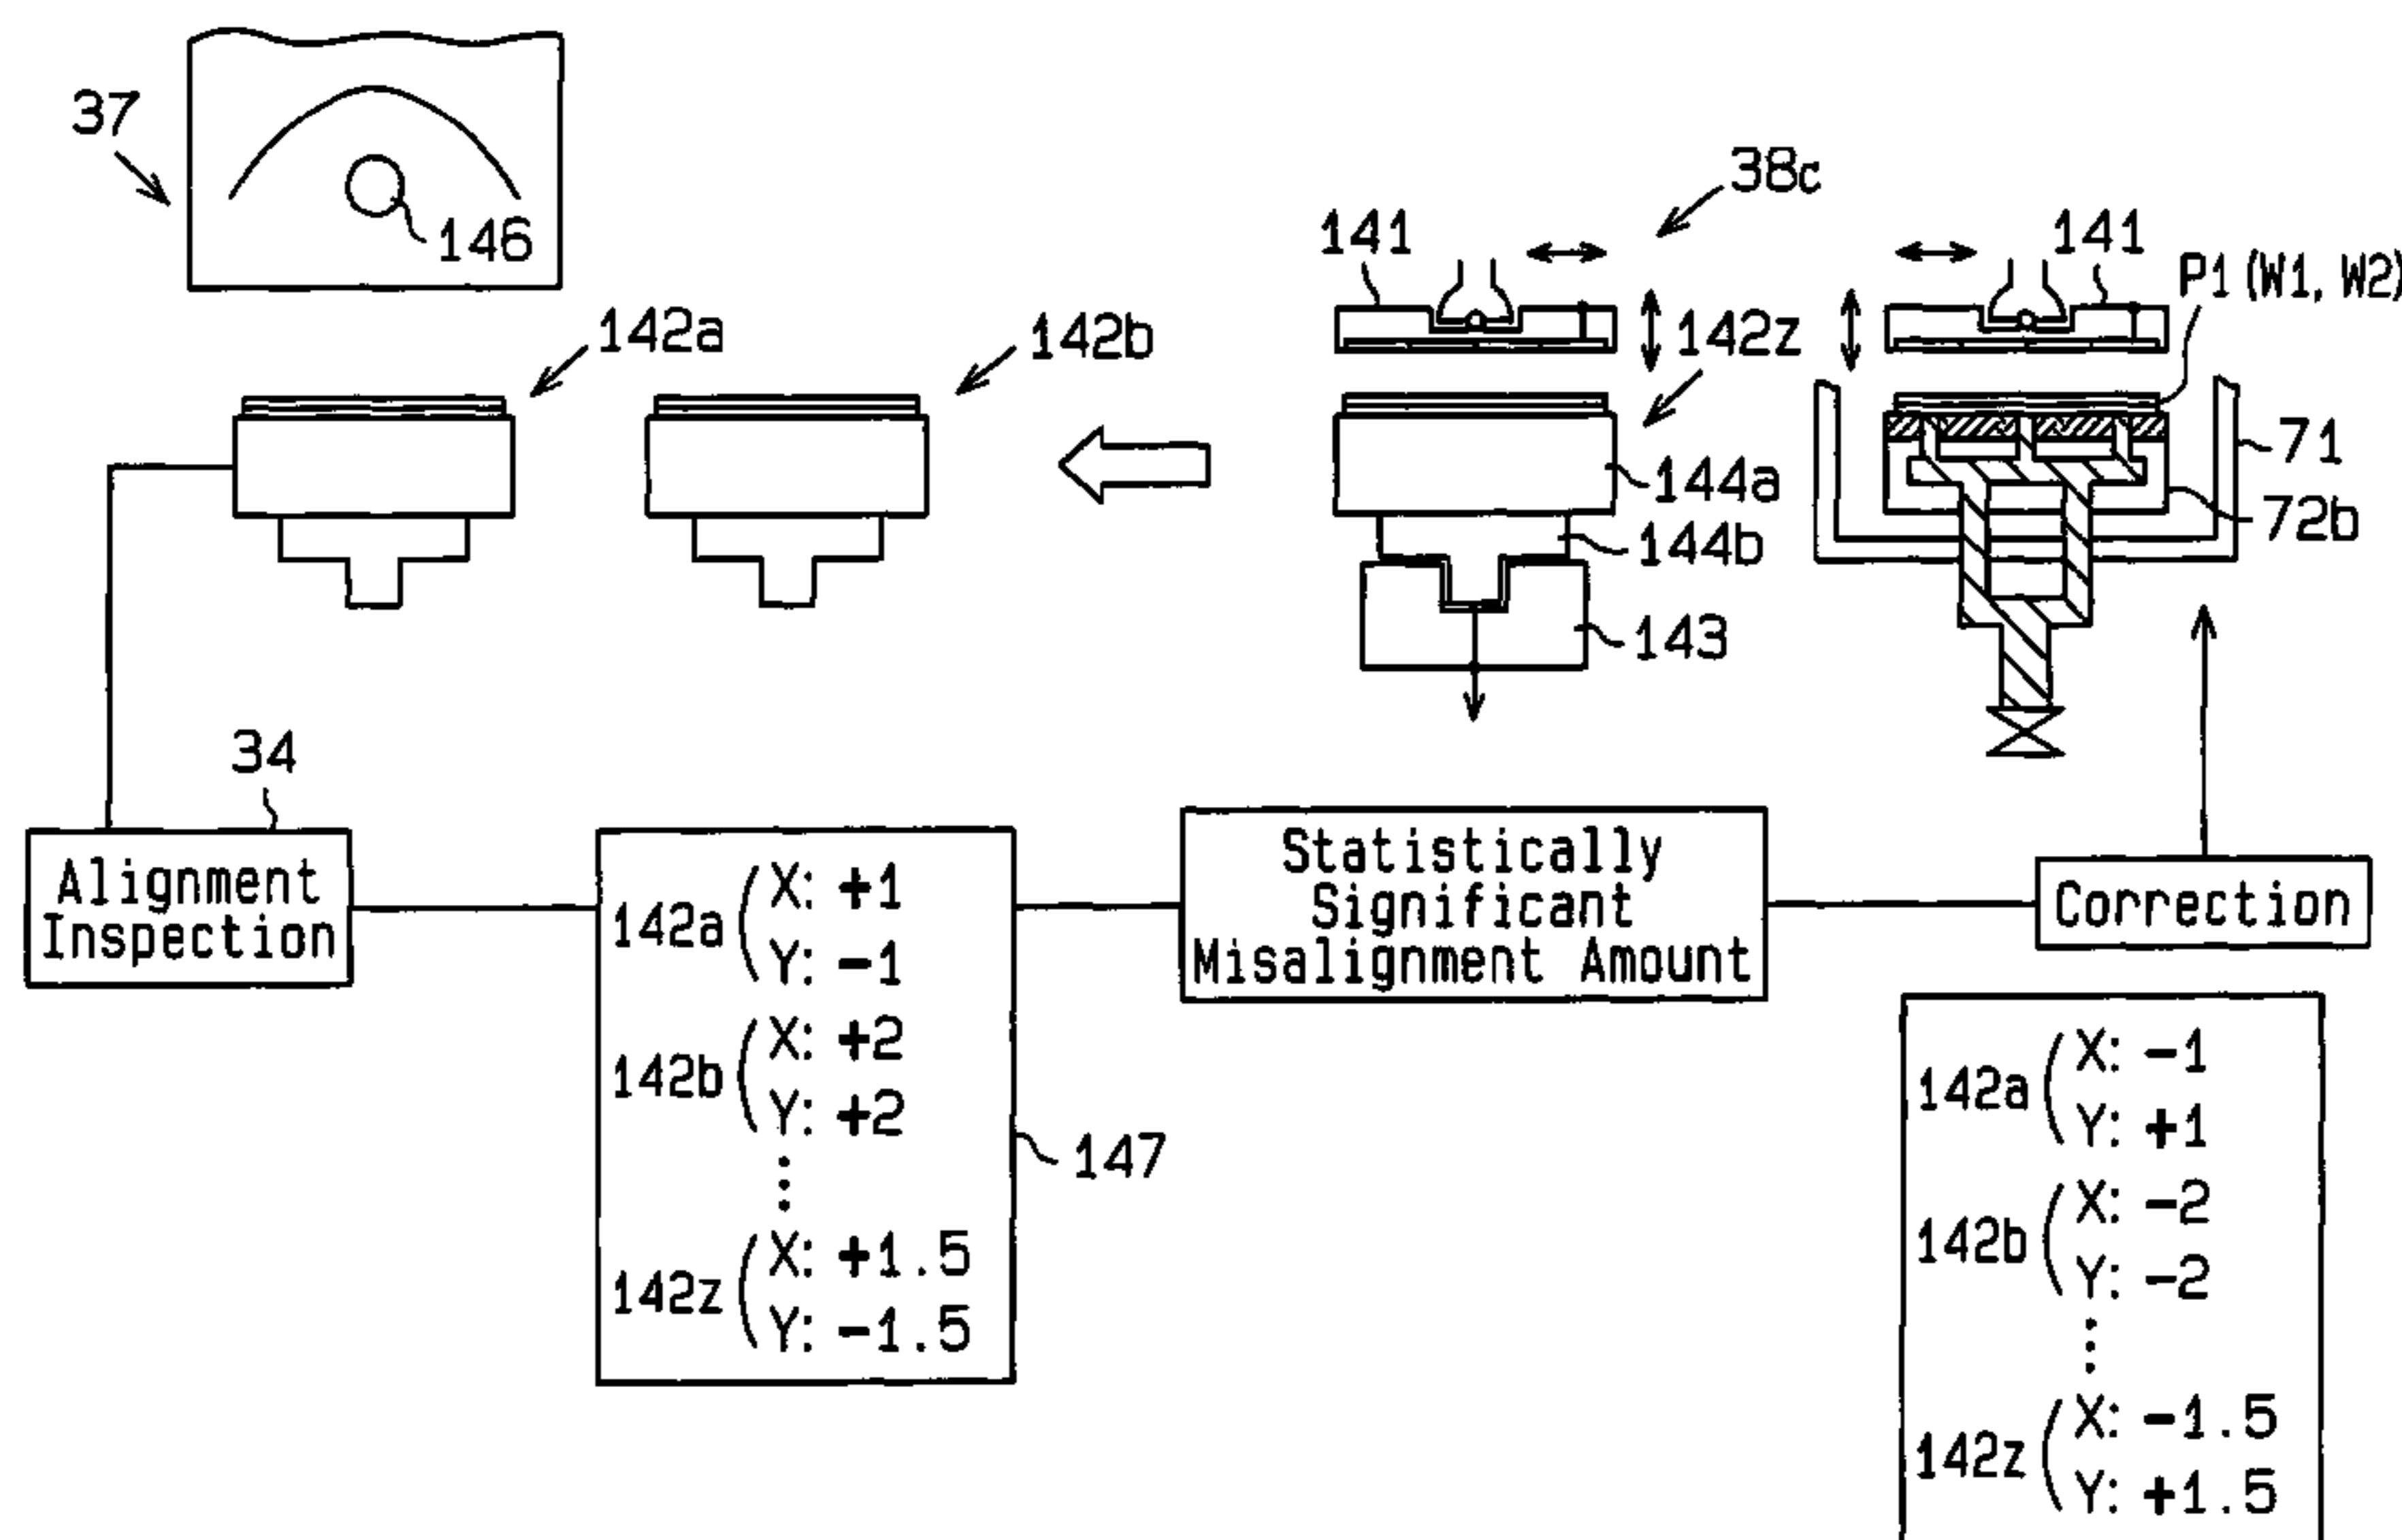 37
146
38c
141
141
P1 (W1, W2)
142a
142b
142z
71
144a
72b
144b
143
34
Alignment
Inspection
142a ( X: +1
Y: -1
142b ( X: +2
Y: +2
142z ( X: +1.5
Y: -1.5
147
Statistically
Significant
Misalignment Amount
Correction
142a ( X: -1
Y: +1
142b ( X: -2
Y: -2
142z ( X: -1.5
Y: +1.5